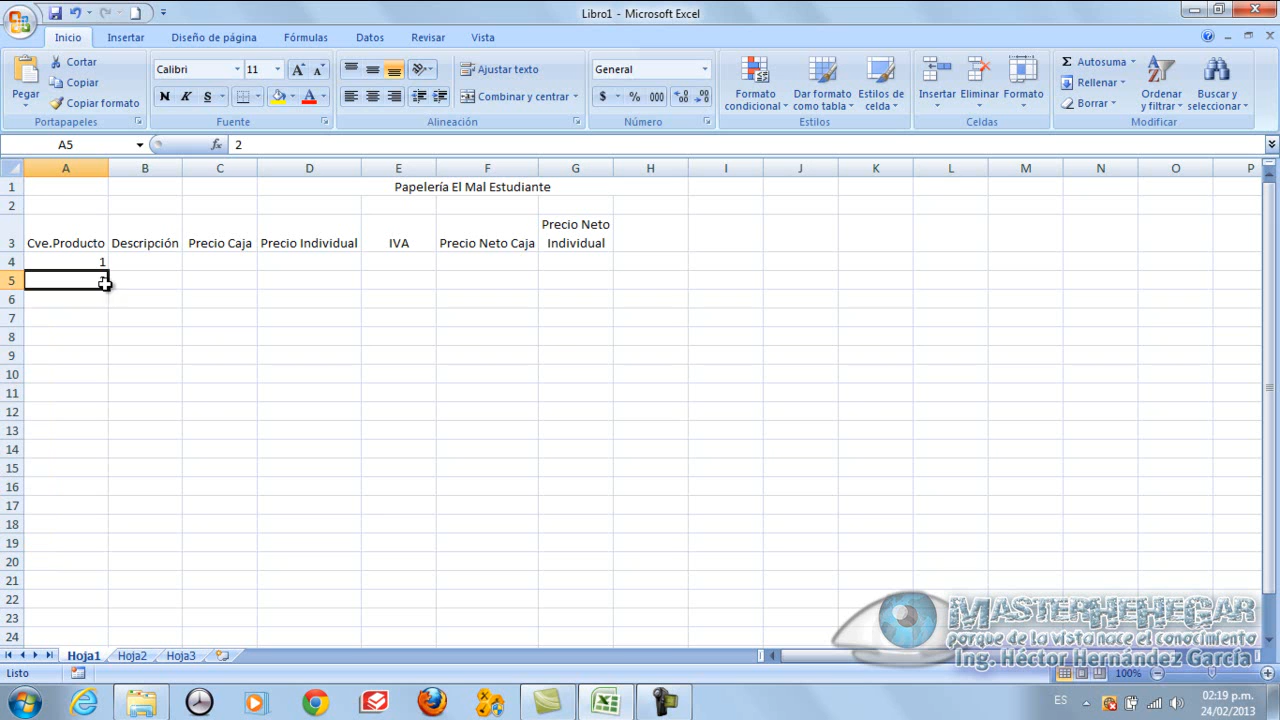 Libro1 - Microsoft Excel
Inicio Insertar Diseño de página Fórmulas Datos Revisar Vista
Pegar Cortar Copiar Copiar formato
Portapapeles
Calibri 11
N K S
Fuente
Ajustar texto
Combinar y centrar
Alineación
General
$ % 000
Número
Formato condicional Dar formato como tabla Estilos de celda
Estilos
Insertar Eliminar Formato
Celdas
Σ Autosuma
Rellenar
Borrar
Ordenar y filtrar Buscar y seleccionar
Modificar
A5 fx 2
A B C D E F G H I J K L M N O P
1 Papelería El Mal Estudiante
2
3 Cve.Producto Descripción Precio Caja Precio Individual IVA Precio Neto Caja Precio Neto Individual
4 1
5
6
7
8
9
10
11
12
13
14
15
16
17
18
19
20
21
22
23
24
MASTERHEHEGAR
porque de la vista nace el conocimiento
Ing. Héctor Hernández García
Hoja1 Hoja2 Hoja3
Listo 100%
ES 02:19 p.m.
24/02/2013